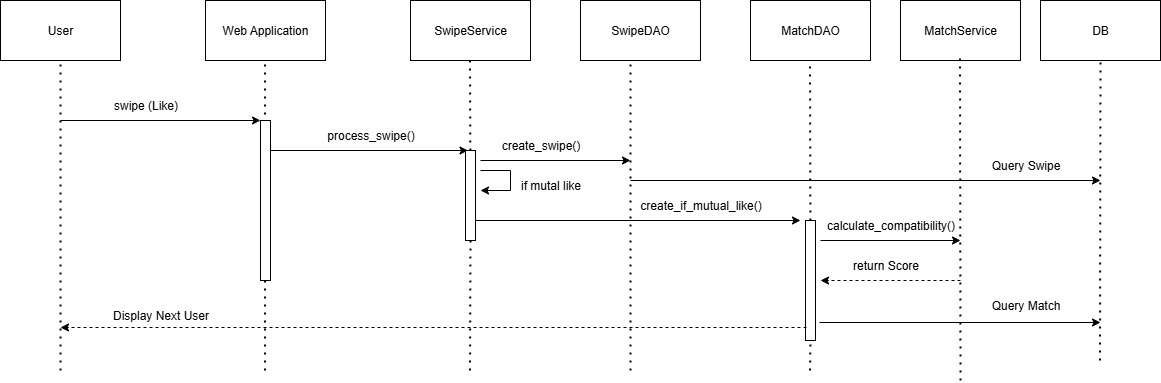 User
Web Application
SwipeService
SwipeDAO
MatchDAO
MatchService
DB
swipe (Like)
process_swipe()
create_swipe()
Query Swipe
if mutal like
create_if_mutual_like()
calculate_compatibility()
return Score
Query Match
Display Next User